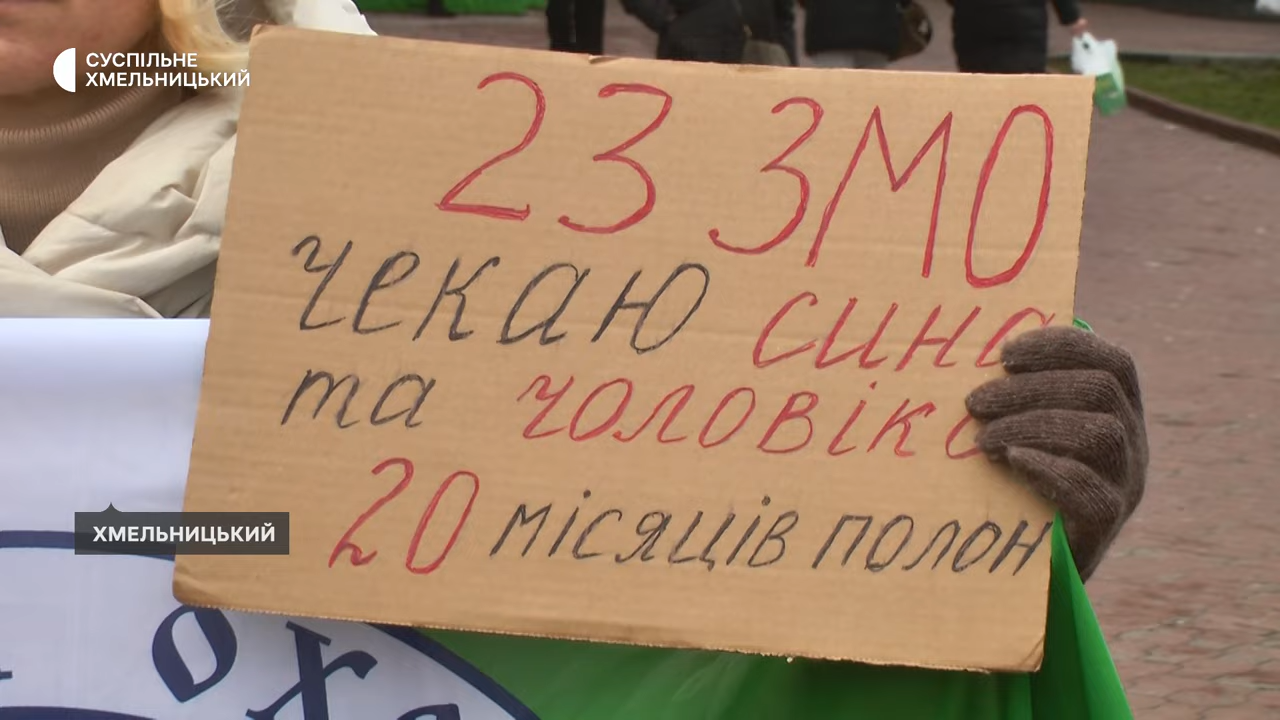 СУСПІЛЬНЕ
ХМЕЛЬНИЦЬКИЙ
23 ЗМО
чекаю сина
та чоловіка
20 місяців полон
ХМЕЛЬНИЦЬКИЙ